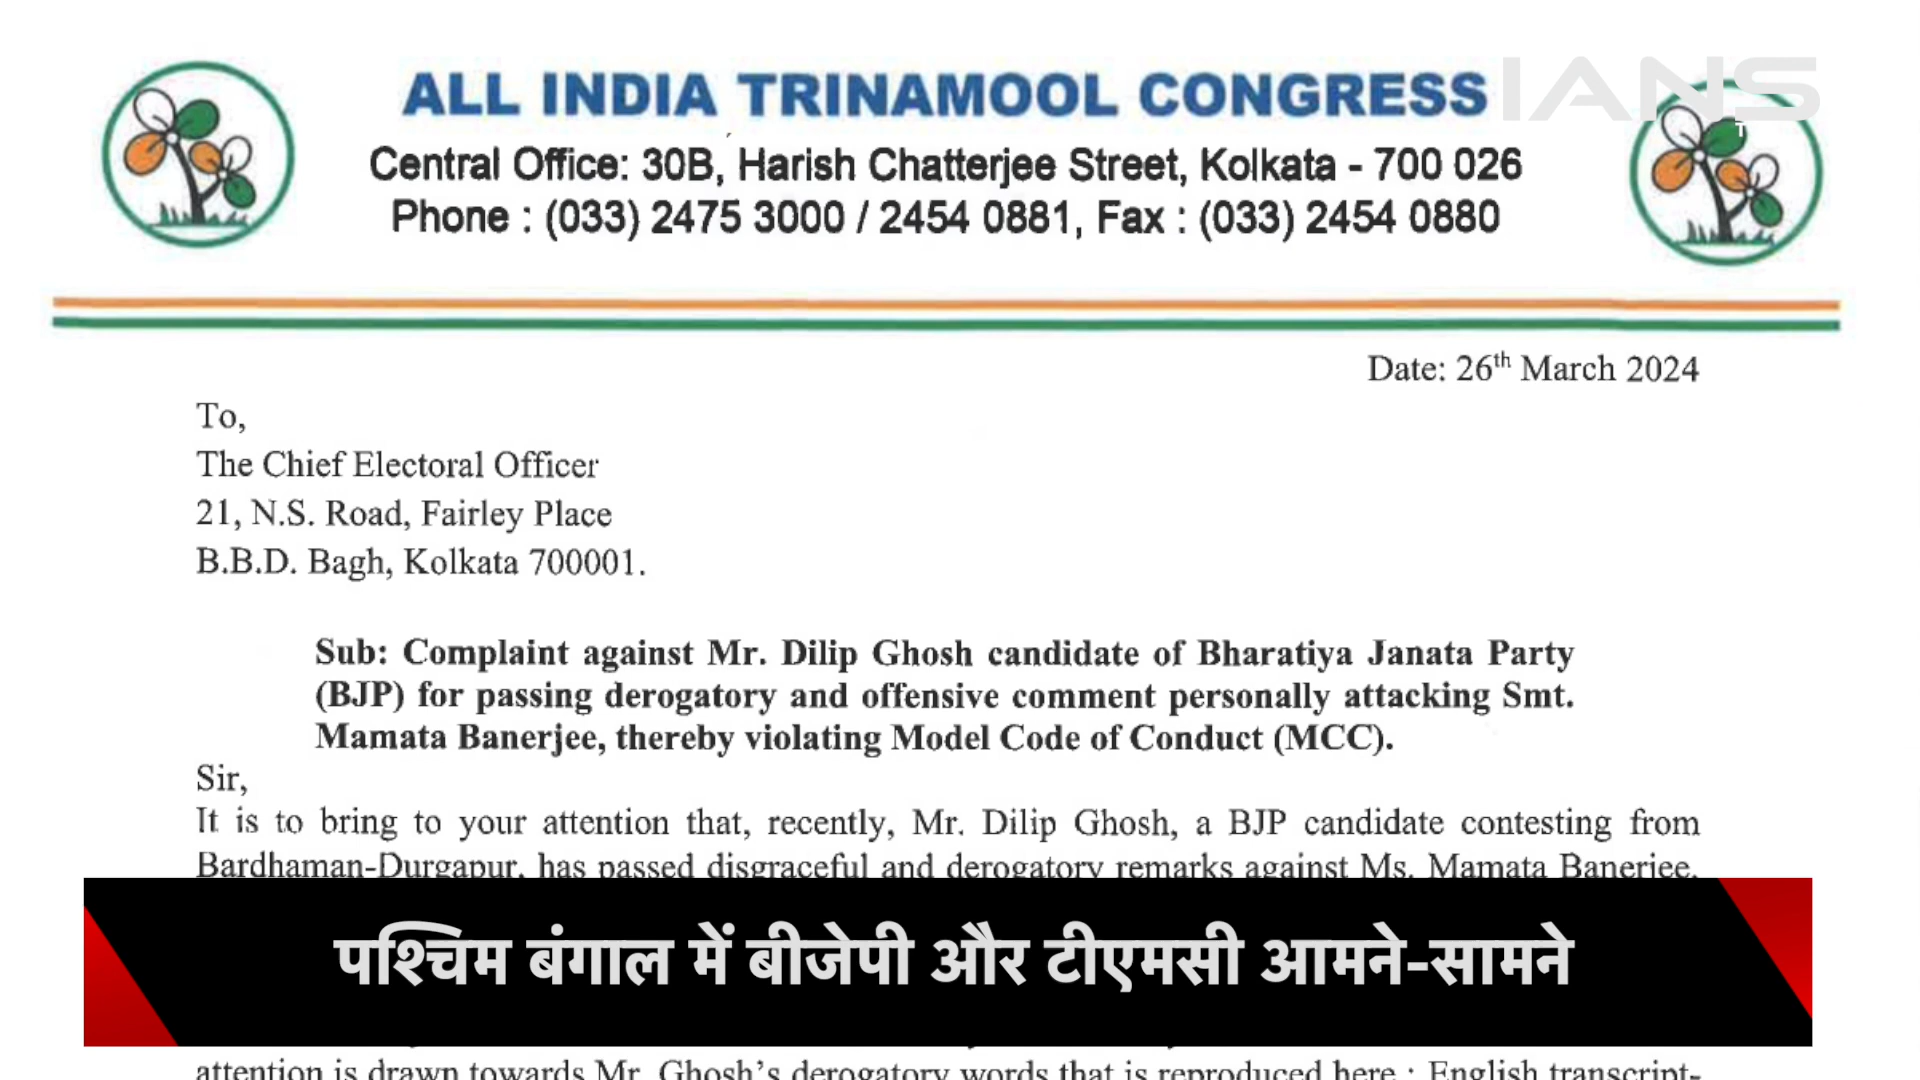 IANS
ALL INDIA TRINAMOOL CONGRESS
T
Central Office: 30B, Harish Chatterjee Street, Kolkata - 700 026
Phone : (033) 2475 3000 / 2454 0881, Fax : (033) 2454 0880
Date: 26th March 2024
To,
The Chief Electoral Officer
21, N.S. Road, Fairley Place
B.B.D. Bagh, Kolkata 700001.
Sub: Complaint against Mr. Dilip Ghosh candidate of Bharatiya Janata Party
(BJP) for passing derogatory and offensive comment personally attacking Smt.
Mamata Banerjee, thereby violating Model Code of Conduct (MCC).
Sir,
It is to bring to your attention that, recently, Mr. Dilip Ghosh, a BJP candidate contesting from
Bardhaman-Durgapur, has passed disgraceful and derogatory remarks against Ms. Mamata Banerjee,
पश्चिम बंगाल में बीजेपी और टीएमसी आमने-सामने
attention is drawn towards Mr. Ghosh's derogatory words that is reproduced here : English transcript-